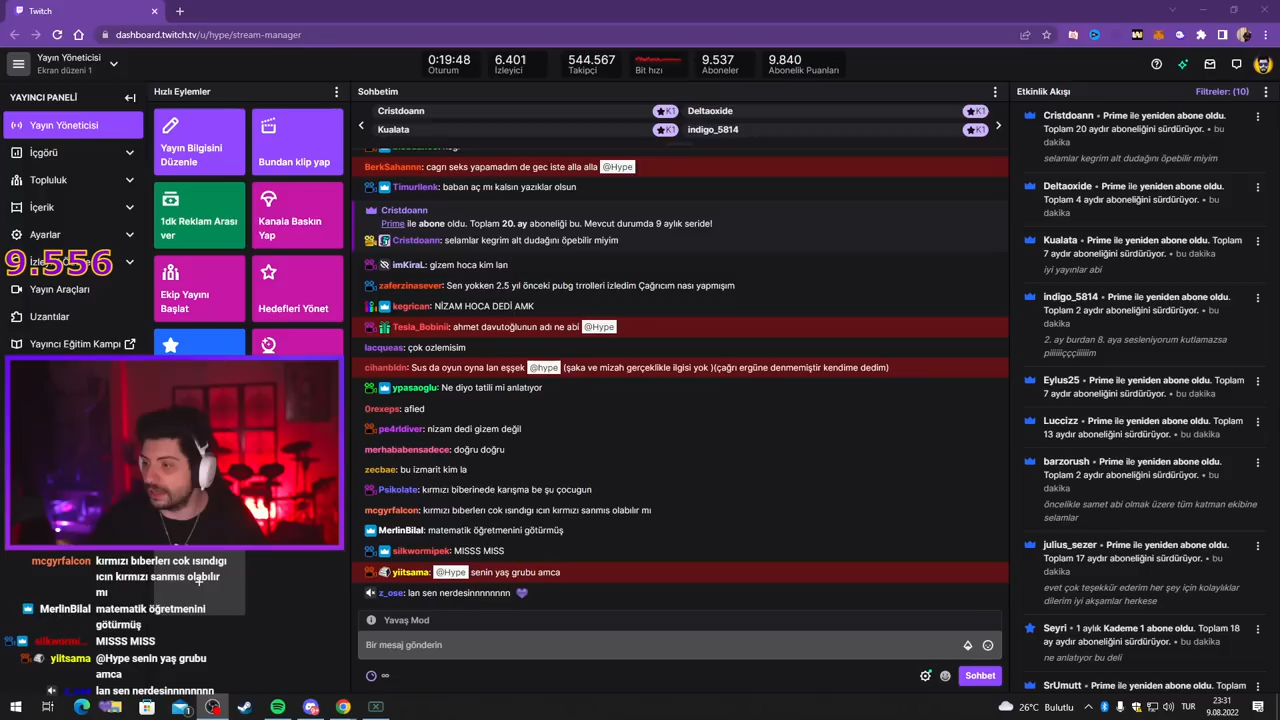 Twitch
dashboard.twitch.tv/u/hype/stream-manager
Yayın Yöneticisi
Ekran düzeni 1
0:19:48
Oturum
6.401
İzleyici
544.567
Takipçi
Bit hızı
9.537
Aboneler
9.840
Abonelik Puanları
YAYINCI PANELİ
Yayın Yöneticisi
İçgörü
Topluluk
İçerik
Ayarlar
9.556
Yayın Araçları
Uzantılar
Yayıncı Eğitim Kampı
Hızlı Eylemler
Yayın Bilgisini
Düzenle
Bundan klip yap
1dk Reklam Arası
ver
Kanala Baskın
Yap
Ekip Yayını
Başlat
Hedefleri Yönet
mcgyrfalcon kırmızı bıberleri cok ısındıgı
ıcın kırmızı sanmıs olabılır
mı
MerlinBilal matematik öğretmenini
götürmüş
silkwormi... MISSS MISS
yiitsama @Hype senin yaş grubu
amca
z_ose lan sen nerdesinnnnnnn
Sohbetim
Cristdoann K1
Deltaoxide K1
Kualata K1
indigo_5814 K1
BerkSahannn: cagrı seks yapamadım de gec iste alla alla @Hype
Timurllenk: baban aç mı kalsın yazıklar olsun
Cristdoann
Prime ile abone oldu. Toplam 20. ay aboneliği bu. Mevcut durumda 9 aylık seride!
Cristdoann: selamlar kegrim alt dudağını öpebilir miyim
imKiraL: gizem hoca kim lan
zaferzinasever: Sen yokken 2.5 yıl önceki pubg trrolleri izledim Çağrıcım nası yapmışım
kegrican: NİZAM HOCA DEDİ AMK
Tesla_Bobinii: ahmet davutoğlunun adı ne abi @Hype
lacqueas: çok ozlemisim
cihanbldn: Sus da oyun oyna lan eşşek @hype (şaka ve mizah gerçeklikle ilgisi yok )(çağrı ergüne denmemiştir kendime dedim)
ypasaoglu: Ne diyo tatili mi anlatıyor
0rexeps: afied
pe4rldiver: nizam dedi gizem değil
merhababensadece: doğru doğru
zecbae: bu izmarit kim la
Psikolate: kırmızı biberinede karışma be şu çocugun
mcgyrfalcon: kırmızı bıberlerı cok ısındıgı ıcın kırmızı sanmıs olabılır mı
MerlinBilal: matematik öğretmenini götürmüş
silkwormipek: MISSS MISS
yiitsama: @Hype senin yaş grubu amca
z_ose: lan sen nerdesinnnnnnnn
Yavaş Mod
Bir mesaj gönderin
∞
Sohbet
Etkinlik Akışı
Filtreler: (10)
Cristdoann • Prime ile yeniden abone oldu.
Toplam 20 aydır aboneliğini sürdürüyor. • bu
dakika
selamlar kegrim alt dudağını öpebilir miyim
Deltaoxide • Prime ile yeniden abone oldu.
Toplam 4 aydır aboneliğini sürdürüyor. • bu
dakika
Kualata • Prime ile yeniden abone oldu. Toplam
7 aydır aboneliğini sürdürüyor. • bu dakika
iyi yayınlar abi
indigo_5814 • Prime ile yeniden abone oldu.
Toplam 2 aydır aboneliğini sürdürüyor. • bu
dakika
2. ay burdan 8. aya sesleniyorum kutlamazsa
piiiiiiçççiiiiiim
Eylus25 • Prime ile yeniden abone oldu. Toplam
7 aydır aboneliğini sürdürüyor. • bu dakika
Luccizz • Prime ile yeniden abone oldu. Toplam
13 aydır aboneliğini sürdürüyor. • bu dakika
barzorush • Prime ile yeniden abone oldu.
Toplam 2 aydır aboneliğini sürdürüyor. • bu
dakika
öncelikle samet abi olmak üzere tüm katman ekibine
selamlar
julius_sezer • Prime ile yeniden abone oldu.
Toplam 17 aydır aboneliğini sürdürüyor. • bu
dakika
evet çok teşekkür ederim her şey için kolaylıklar
dilerim iyi akşamlar herkese
Seyri • 1 aylık Kademe 1 abone oldu. Toplam 18
ay aydır aboneliğini sürdürüyor. • bu dakika
ne anlatıyor bu deli
SrUmutt • Prime ile yeniden abone oldu. Toplam
26°C Bulutlu
TUR
23:31
9.08.2022